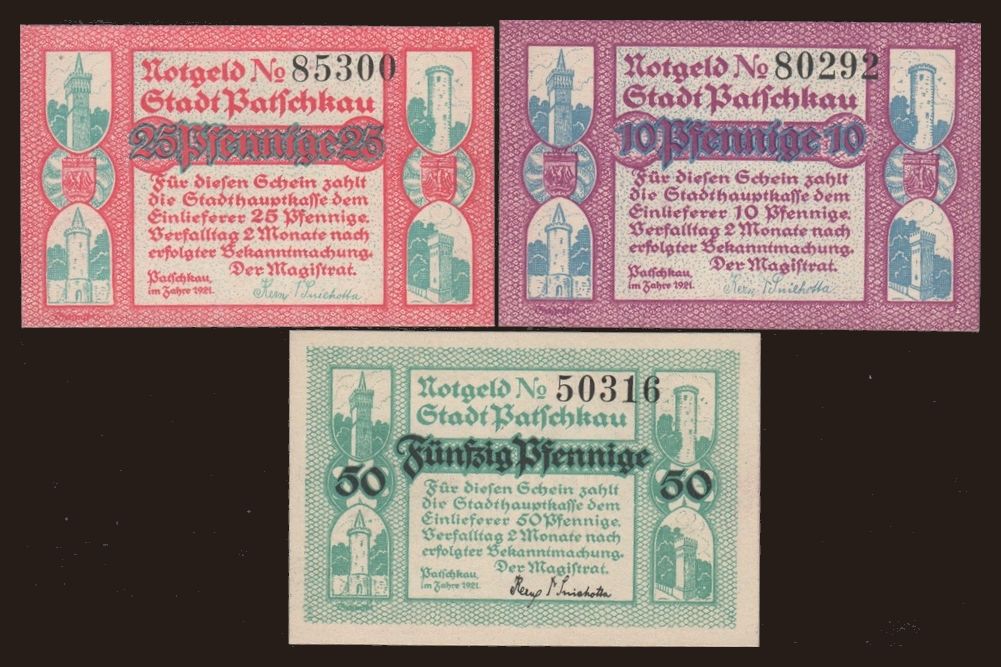 Notgeld No 85300
Stadt Patschkau
25 Pfennige 25
Für diesen Schein zahlt
die Stadthauptkasse dem
Einlieferer 25 Pfennige.
Verfalltag 2 Monate nach
erfolgter Bekanntmachung.
Der Magistrat.
Patschkau,
im Jahre 1921.
Notgeld No 80292
Stadt Patschkau
10 Pfennige 10
Für diesen Schein zahlt
die Stadthauptkasse dem
Einlieferer 10 Pfennige.
Verfalltag 2 Monate nach
erfolgter Bekanntmachung.
Der Magistrat.
Patschkau,
im Jahre 1921.
Notgeld No 50316
Stadt Patschkau
50 Fünfzig Pfennige 50
Für diesen Schein zahlt
die Stadthauptkasse dem
Einlieferer 50 Pfennige.
Verfalltag 2 Monate nach
erfolgter Bekanntmachung.
Der Magistrat.
Patschkau,
im Jahre 1921.